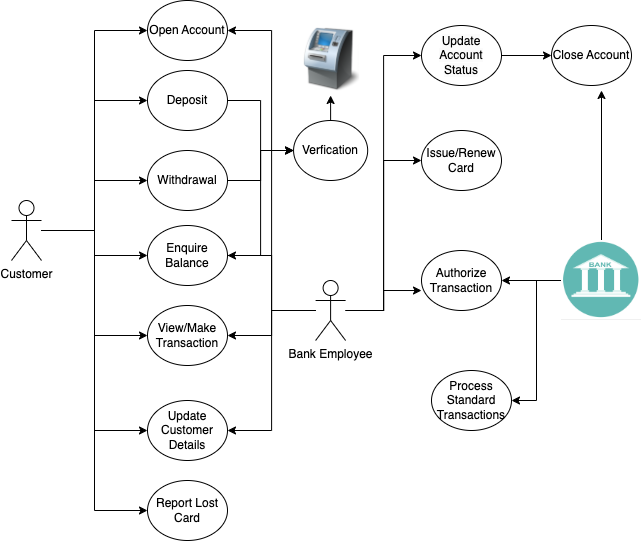 Open Account
Deposit
Withdrawal
Enquire
Balance
View/Make
Transaction
Update
Customer
Details
Report Lost
Card
Customer
Verfication
Bank Employee
Update
Account
Status
Close Account
Issue/Renew
Card
Authorize
Transaction
Process
Standard
Transactions
BANK